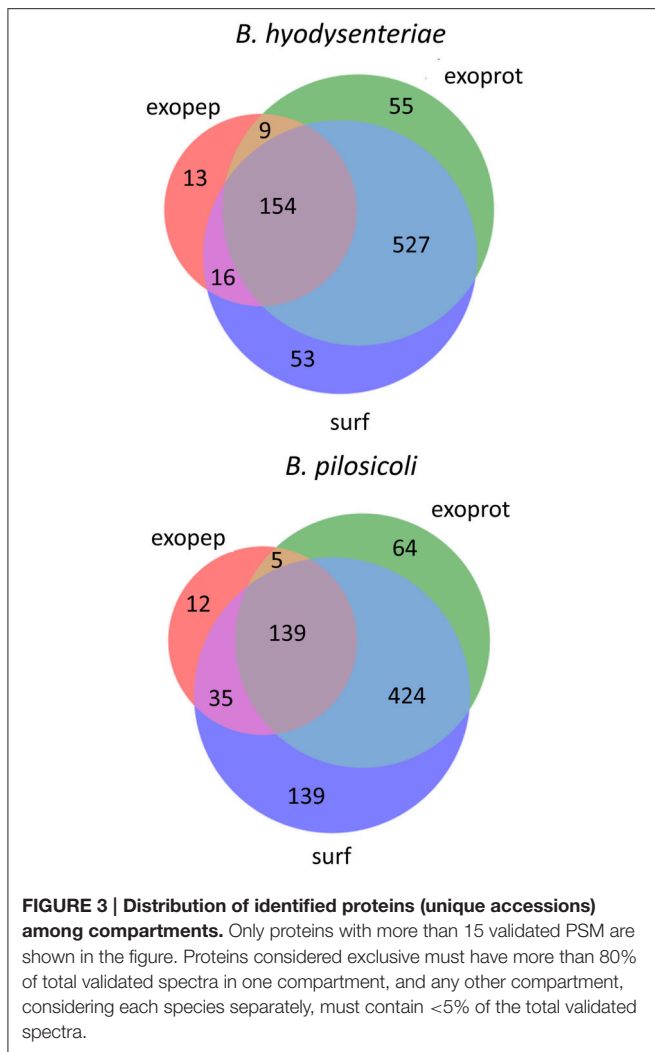 B. hyodysenteriae
exoprot
exopep
55
9
13
154
527
16
53
surf
B. pilosicoli
exoprot
exopep
64
5
12
139
35
424
139
surf
FIGURE 3 | Distribution of identified proteins (unique accessions)
among compartments. Only proteins with more than 15 validated PSM are
shown in the figure. Proteins considered exclusive must have more than 80%
of total validated spectra in one compartment, and any other compartment,
considering each species separately, must contain <5% of the total validated
spectra.